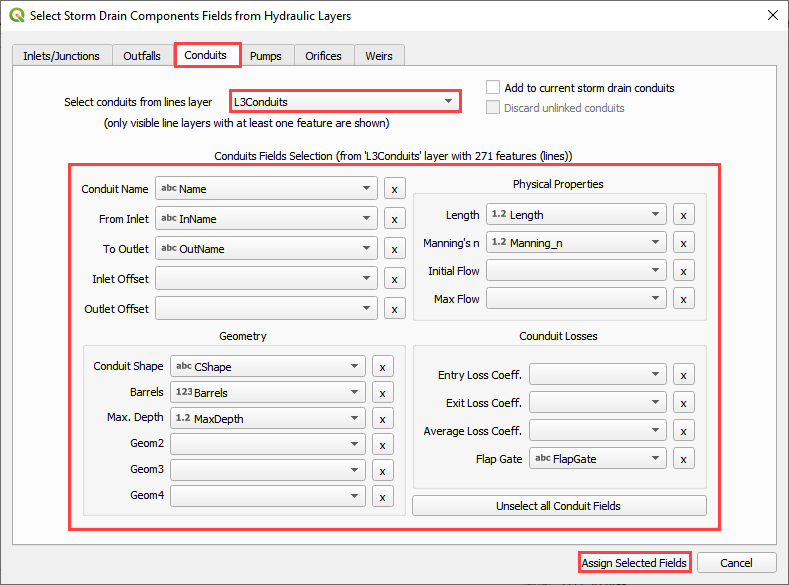 Select Storm Drain Components Fields from Hydraulic Layers
Inlets/Junctions Outfalls Conduits Pumps Orifices Weirs
Select conduits from lines layer L3Conduits
(only visible line layers with at least one feature are shown)
Add to current storm drain conduits
Discard unlinked conduits
Conduits Fields Selection (from 'L3Conduits' layer with 271 features (lines))
Conduit Name abc Name x
From Inlet abc InName x
To Outlet abc OutName x
Inlet Offset x
Outlet Offset x
Physical Properties
Length 1.2 Length x
Manning's n 1.2 Manning_n x
Initial Flow x
Max Flow x
Geometry
Conduit Shape abc CShape x
Barrels 123 Barrels x
Max. Depth 1.2 MaxDepth x
Geom2 x
Geom3 x
Geom4 x
Counduit Losses
Entry Loss Coeff. x
Exit Loss Coeff. x
Average Loss Coeff. x
Flap Gate abc FlapGate x
Unselect all Conduit Fields
Assign Selected Fields Cancel